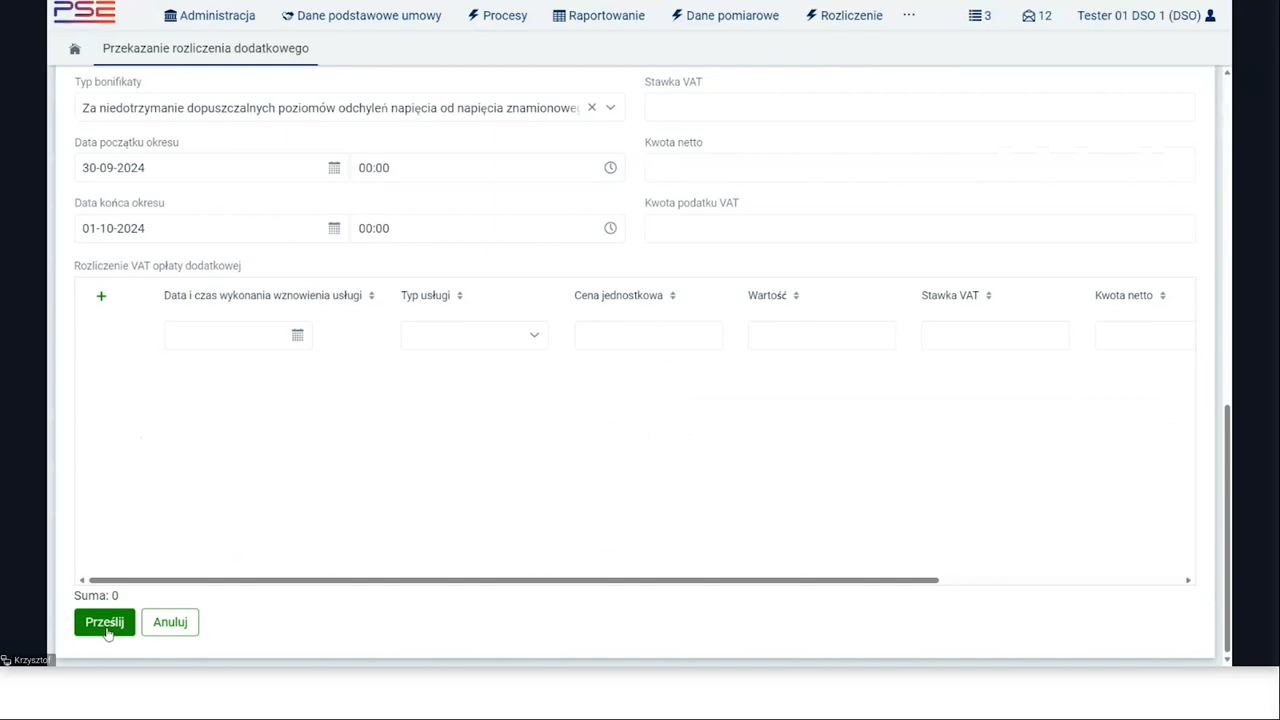 PSE
Administracja Dane podstawowe umowy Procesy Raportowanie Dane pomiarowe Rozliczenie ... 3 12 Tester 01 DSO 1 (DSO)
Przekazanie rozliczenia dodatkowego
Typ bonifikaty Stawka VAT
Za niedotrzymanie dopuszczalnych poziomów odchyleń napięcia od napięcia
Data początku okresu Kwota netto
30-09-2024 00:00
Data końca okresu Kwota podatku VAT
01-10-2024 00:00
Rozliczenie VAT opłaty dodatkowej
+ Data i czas wykonania wznowienia usługi Typ usługi Cena jednostkowa Wartość Stawka VAT Kwota netto
Suma: 0
Prześlij Anuluj
Krzysztof